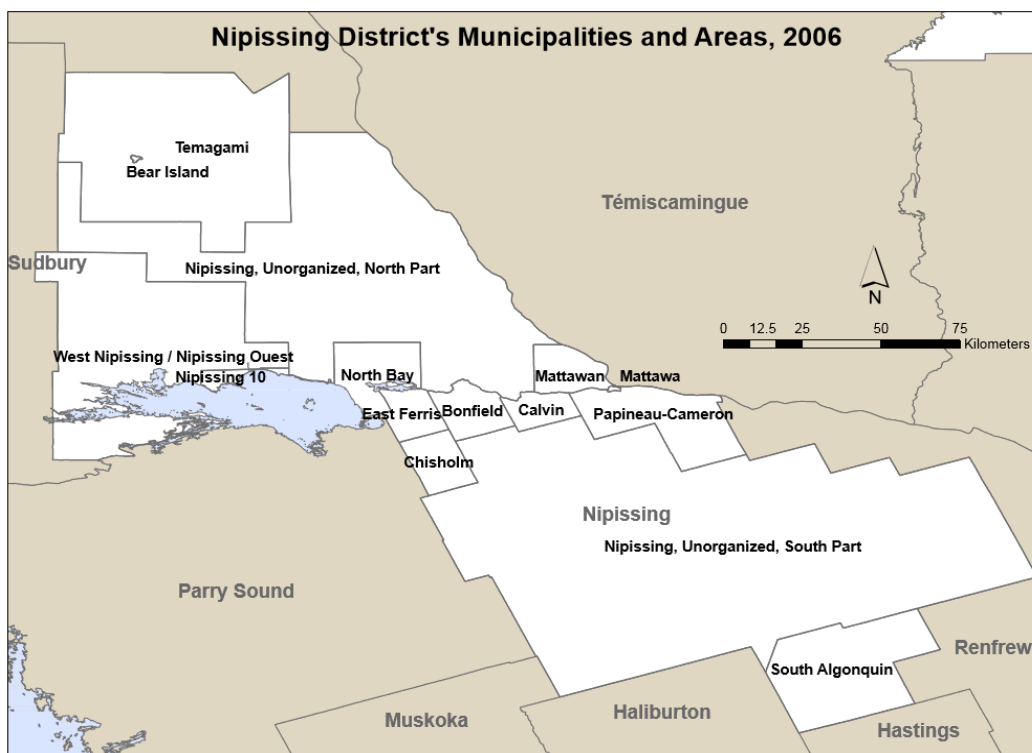 Nipissing District's Municipalities and Areas, 2006
Temagami
Bear Island
Témiscamingue
Sudbury
Nipissing, Unorganized, North Part
N
0 12.5 25 50 75
Kilometers
West Nipissing / Nipissing Ouest
Nipissing 10
North Bay
Mattawan
Mattawa
East Ferris
Bonfield
Calvin
Papineau-Cameron
Chisholm
Nipissing
Nipissing, Unorganized, South Part
Parry Sound
Renfrew
South Algonquin
Muskoka
Haliburton
Hastings